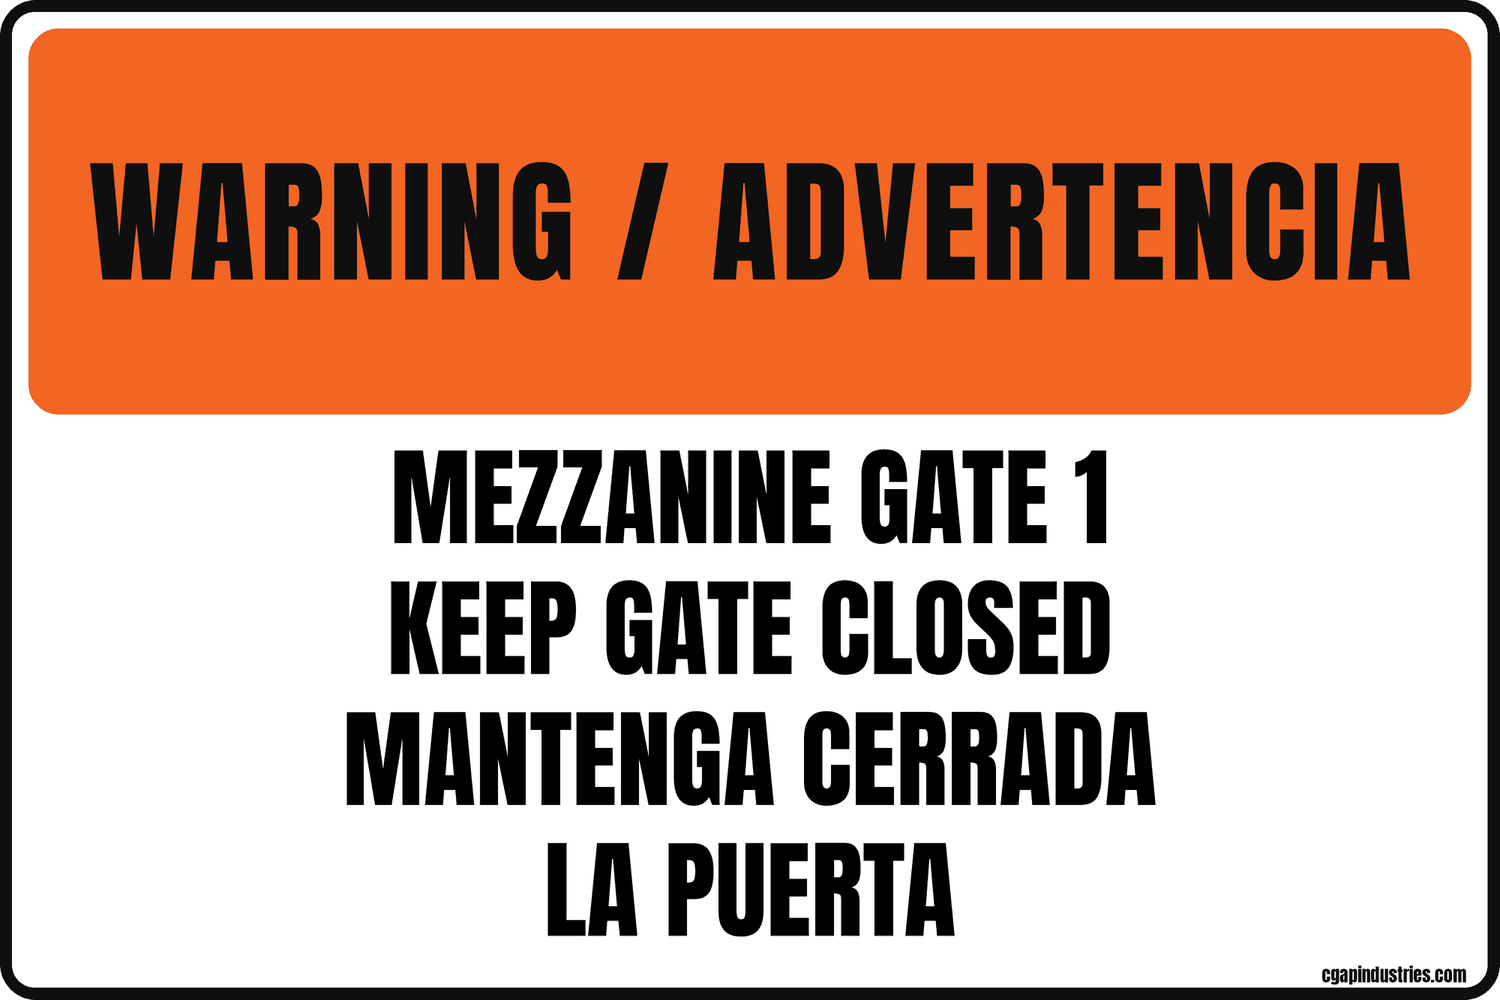 WARNING / ADVERTENCIA
MEZZANINE GATE 1
KEEP GATE CLOSED
MANTENGA CERRADA
LA PUERTA
cgapindustries.com